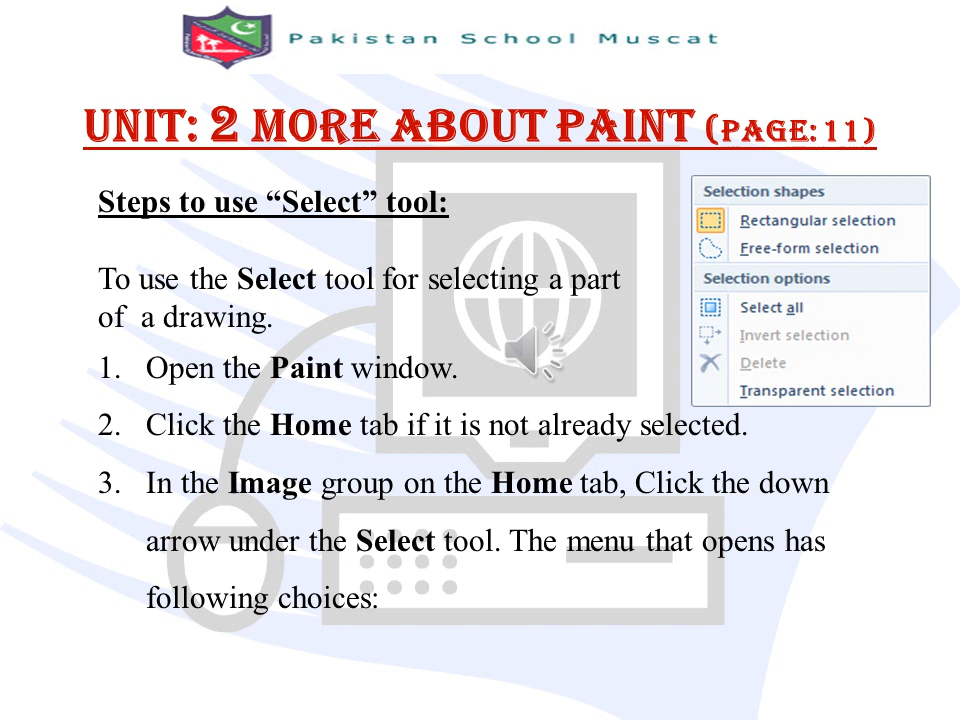 Pakistan School Muscat
Unit: 2 More About Paint (Page: 11)
Steps to use “Select” tool:
To use the Select tool for selecting a part
of a drawing.
1. Open the Paint window.
2. Click the Home tab if it is not already selected.
3. In the Image group on the Home tab, Click the down
arrow under the Select tool. The menu that opens has
following choices:
Selection shapes
Rectangular selection
Free-form selection
Selection options
Select all
Invert selection
Delete
Transparent selection